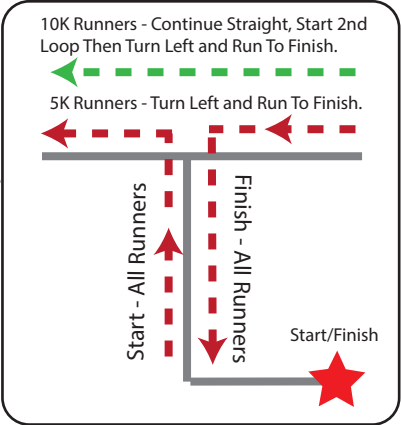 10K Runners - Continue Straight, Start 2nd
Loop Then Turn Left and Run To Finish.
5K Runners - Turn Left and Run To Finish.
Start - All Runners
Finish - All Runners
Start/Finish